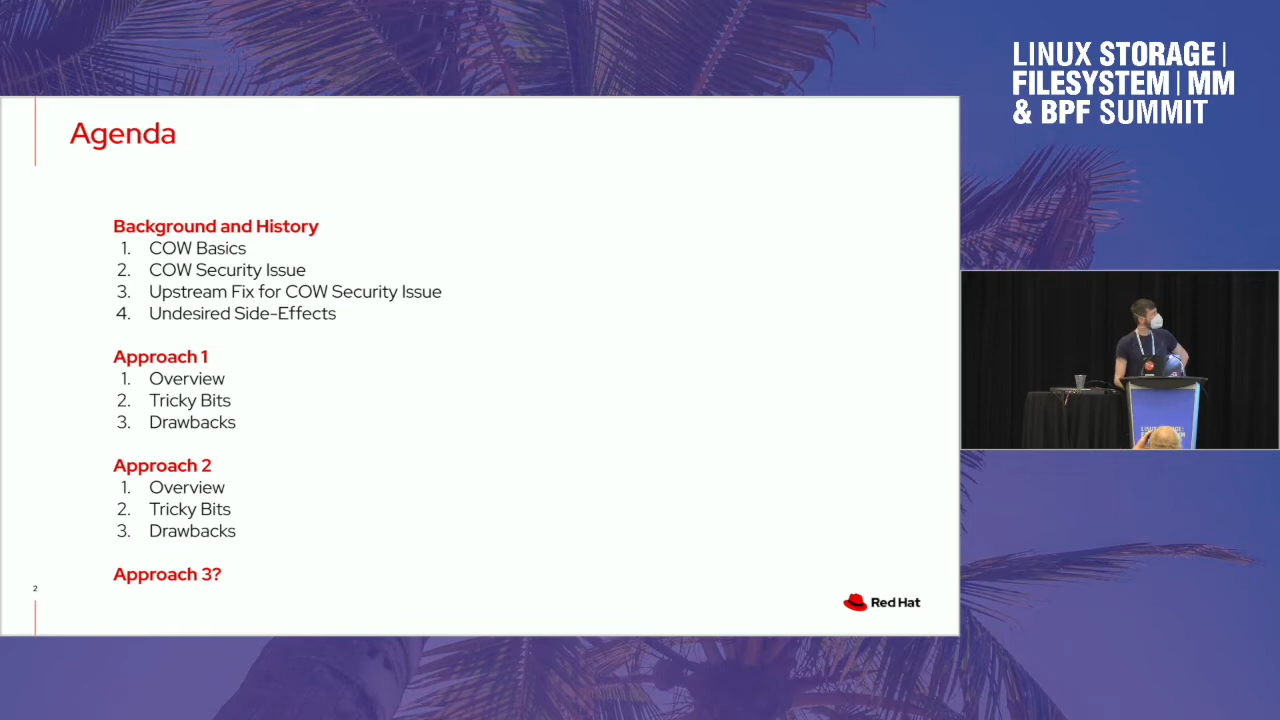 LINUX STORAGE |
FILESYSTEM | MM
& BPF SUMMIT
Agenda
Background and History
1. COW Basics
2. COW Security Issue
3. Upstream Fix for COW Security Issue
4. Undesired Side-Effects
Approach 1
1. Overview
2. Tricky Bits
3. Drawbacks
Approach 2
1. Overview
2. Tricky Bits
3. Drawbacks
Approach 3?
2
Red Hat